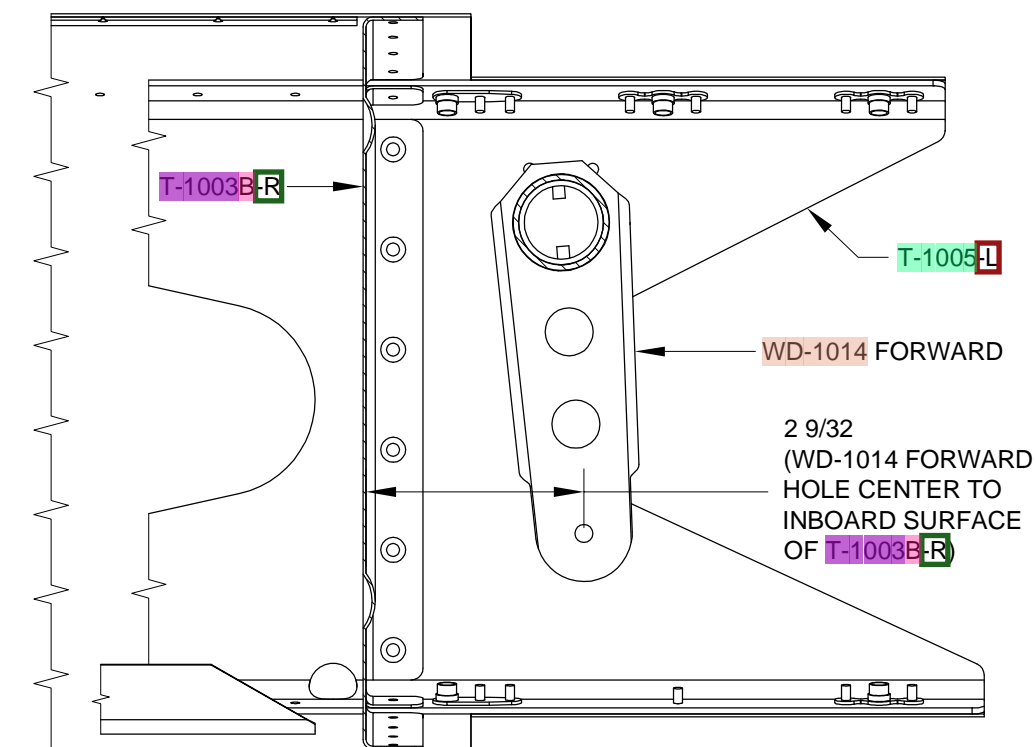 T-1003B-R
T-1005-L
WD-1014 FORWARD
2 9/32
(WD-1014 FORWARD
HOLE CENTER TO
INBOARD SURFACE
OF T-1003B-R)